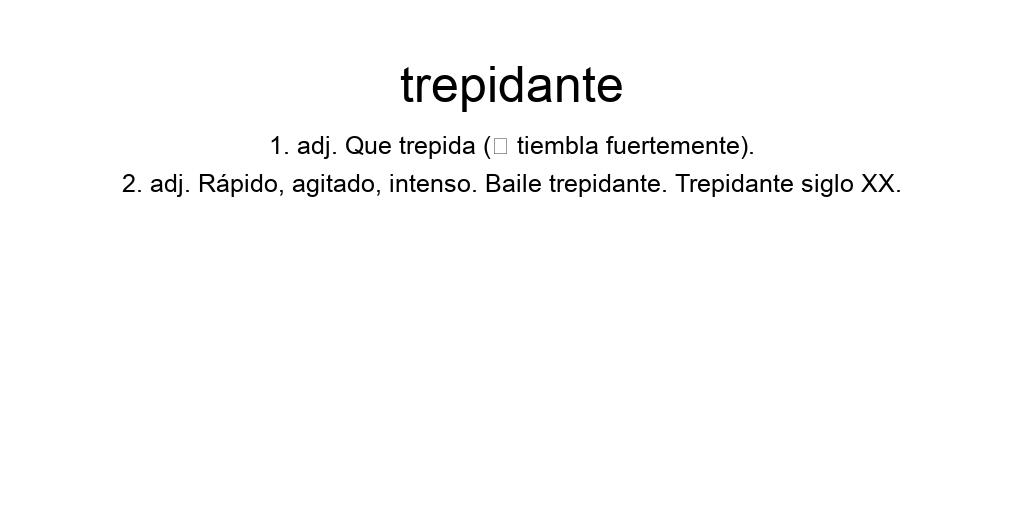 trepidante
1. adj. Que trepida (▯ tiembla fuertemente).
2. adj. Rápido, agitado, intenso. Baile trepidante. Trepidante siglo XX.